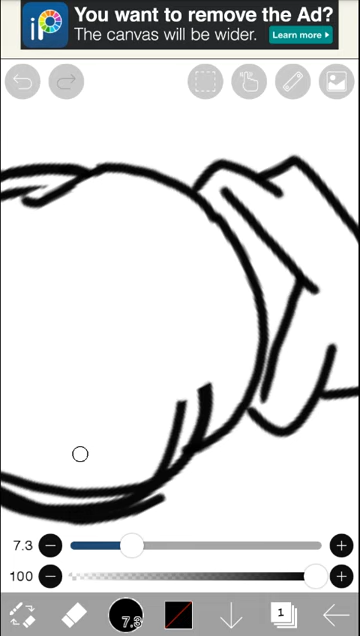 iP
You want to remove the Ad?
The canvas will be wider.
Learn more
7.3
100
7.3
1